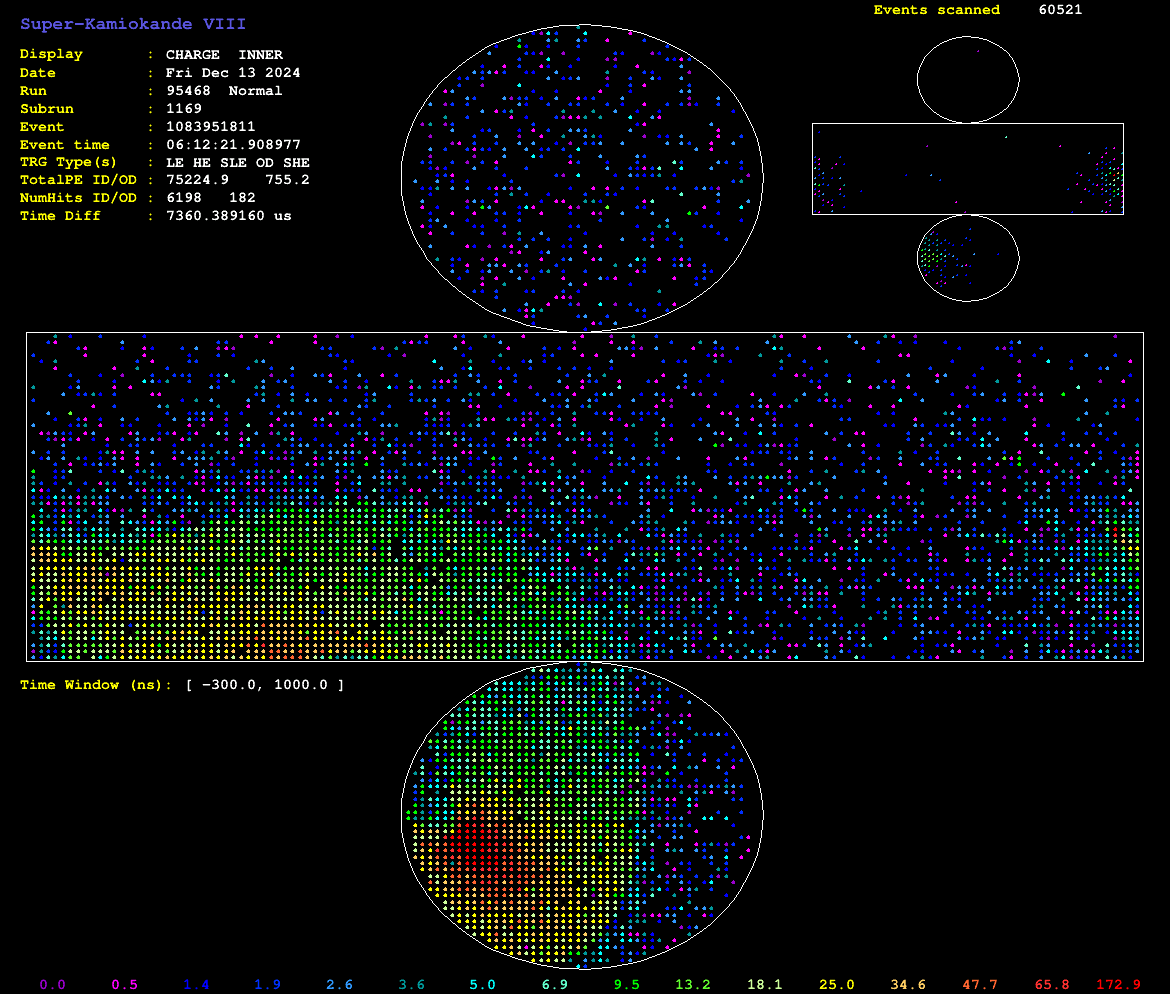 Super-Kamiokande VIII
Events scanned 60521
Display : CHARGE INNER
Date : Fri Dec 13 2024
Run : 95468 Normal
Subrun : 1169
Event : 1083951811
Event time : 06:12:21.908977
TRG Type(s) : LE HE SLE OD SHE
TotalPE ID/OD : 75224.9 755.2
NumHits ID/OD : 6198 182
Time Diff : 7360.389160 us
Time Window (ns): [ −300.0, 1000.0 ]
0.0 0.5 1.4 1.9 2.6 3.6 5.0 6.9 9.5 13.2 18.1 25.0 34.6 47.7 65.8 172.9